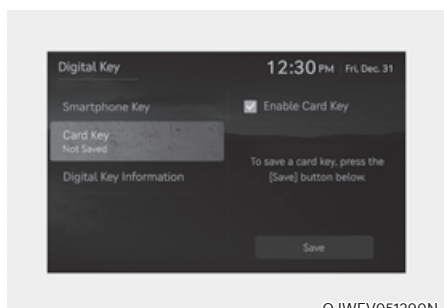 Digital Key
12:30 PM Fri, Dec. 31
Smartphone Key
Enable Card Key
Card Key
Not Saved
To save a card key, press the
[Save] button below.
Digital Key Information
Save